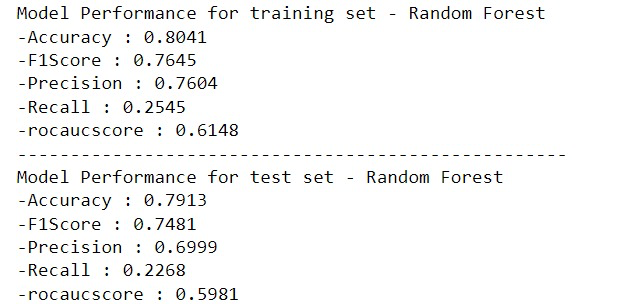 Model Performance for training set - Random Forest
-Accuracy : 0.8041
-F1Score : 0.7645
-Precision : 0.7604
-Recall : 0.2545
-rocaucscore : 0.6148
----------------------------------------------------
Model Performance for test set - Random Forest
-Accuracy : 0.7913
-F1Score : 0.7481
-Precision : 0.6999
-Recall : 0.2268
-rocaucscore : 0.5981